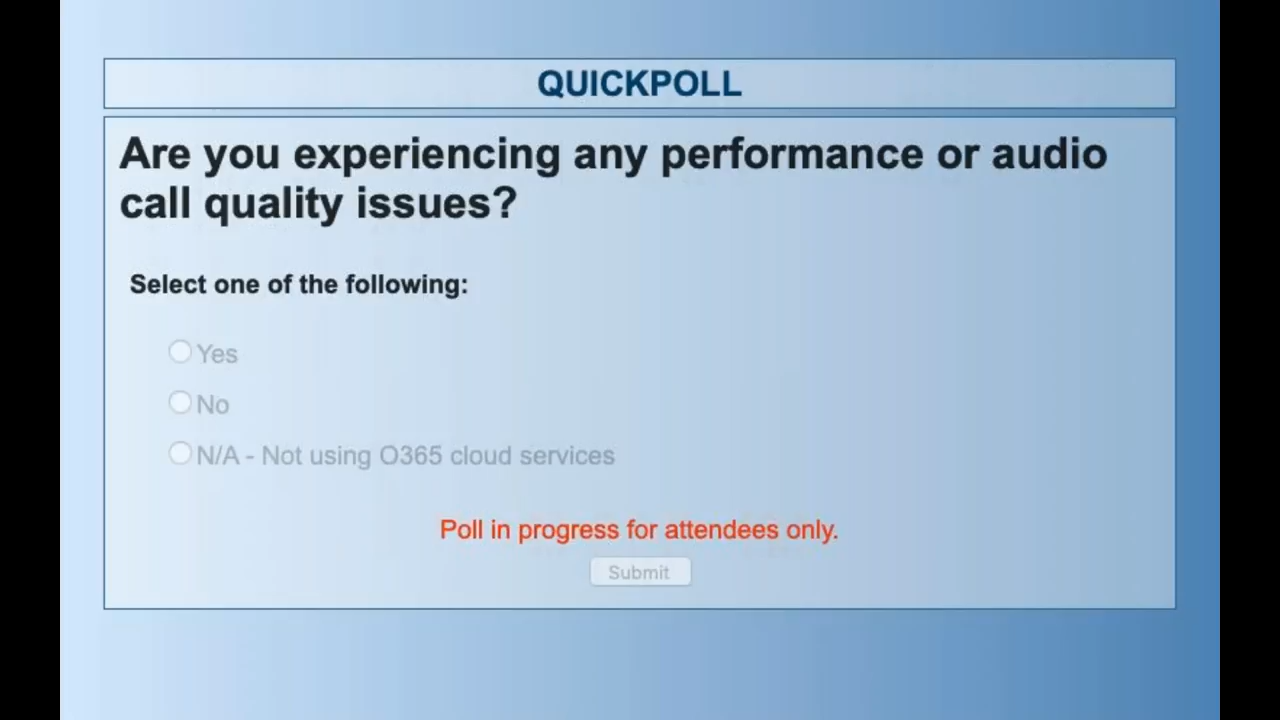 QUICKPOLL
Are you experiencing any performance or audio
call quality issues?
Select one of the following:
Yes
No
N/A - Not using O365 cloud services
Poll in progress for attendees only.
Submit